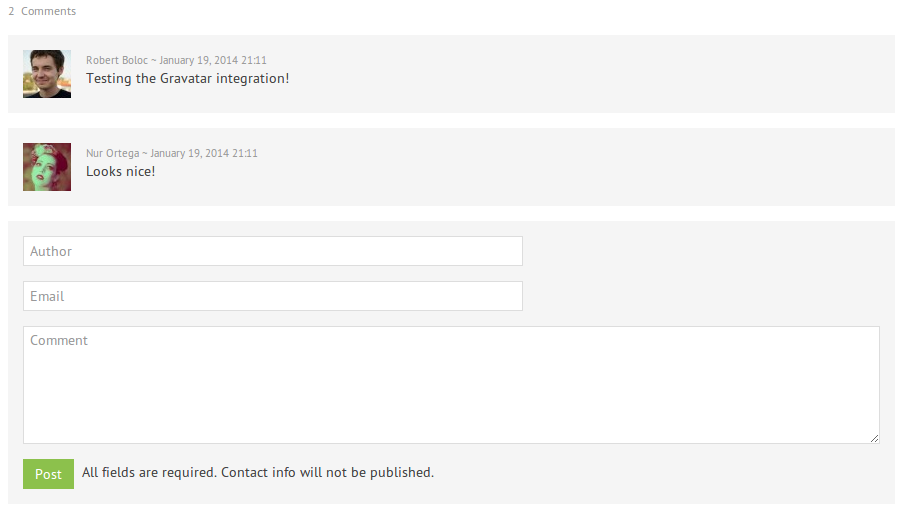 2 Comments
Robert Boloc ~ January 19, 2014 21:11
Testing the Gravatar integration!
Nur Ortega ~ January 19, 2014 21:11
Looks nice!
Author
Email
Comment
Post All fields are required. Contact info will not be published.